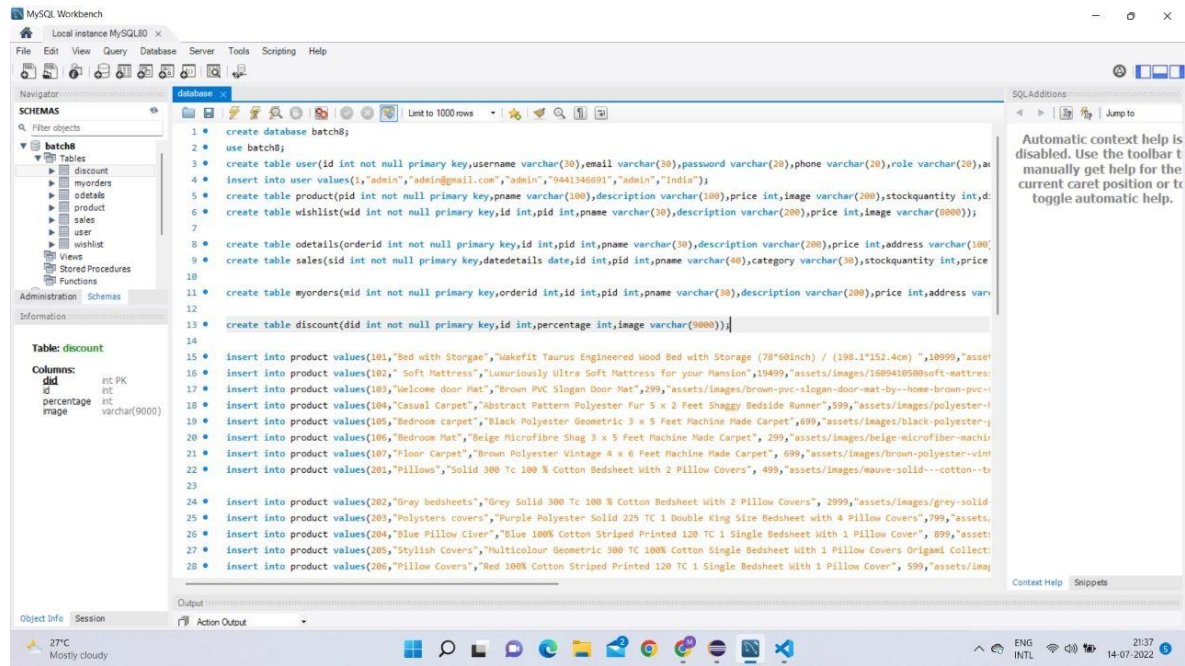 MySQL Workbench
Local instance MySQL80 ×
File Edit View Query Database Server Tools Scripting Help
Navigator
SCHEMAS
Filter objects
batch8
Tables
discount
myorders
odetails
product
sales
user
wishlist
Views
Stored Procedures
Functions
Administration Schemas
Information
Table: discount
Columns:
did int PK
id int
percentage int
image varchar(9000)
Object Info Session
database ×
Limit to 1000 rows
1 create database batch8;
2 use batch8;
3 create table user(id int not null primary key,username varchar(30),email varchar(30),password varchar(20),phone varchar(20),role varchar(20),ad
4 insert into user values(1,"admin","admin@gmail.com","admin","9441346691","admin","India");
5 create table product(pid int not null primary key,pname varchar(100),description varchar(100),price int,image varchar(200),stockquantity int,di
6 create table wishlist(wid int not null primary key,id int,pid int,pname varchar(30),description varchar(200),price int,image varchar(8000));
7
8 create table odetails(orderid int not null primary key,id int,pid int,pname varchar(30),description varchar(200),price int,address varchar(100)
9 create table sales(sid int not null primary key,datedetails date,id int,pid int,pname varchar(40),category varchar(30),stockquantity int,price
10
11 create table myorders(mid int not null primary key,orderid int,id int,pid int,pname varchar(30),description varchar(200),price int,address var
12
13 create table discount(did int not null primary key,id int,percentage int,image varchar(9000));
14
15 insert into product values(101,"Bed with Storgae","Wakefit Taurus Engineered Wood Bed with Storage (78*60inch) / (198.1*152.4cm) ",10999,"asset
16 insert into product values(102," Soft Mattress","Luxuriously Ultra Soft Mattress for your Mansion",19499,"assets/images/1609410500soft-mattres
17 insert into product values(103,"Welcome door Mat","Brown PVC Slogan Door Mat",299,"assets/images/brown-pvc-slogan-door-mat-by--home-brown-pvc-s
18 insert into product values(104,"Casual Carpet","Abstract Pattern Polyester Fur 5 x 2 Feet Shaggy Bedside Runner",599,"assets/images/polyester-
19 insert into product values(105,"Bedroom carpet","Black Polyester Geometric 3 x 5 Feet Machine Made Carpet",699,"assets/images/black-polyester-g
20 insert into product values(106,"Bedroom Mat","Beige Microfibre Shag 3 x 5 Feet Machine Made Carpet", 299,"assets/images/beige-microfiber-machi
21 insert into product values(107,"Floor Carpet","Brown Polyester Vintage 4 x 6 Feet Machine Made Carpet", 699,"assets/images/brown-polyester-vint
22 insert into product values(201,"Pillows","Solid 300 Tc 100 % Cotton Bedsheet With 2 Pillow Covers", 499,"assets/images/mauve-solid---cotton--t
23
24 insert into product values(202,"Gray bedsheets","Grey Solid 300 Tc 100 % Cotton Bedsheet With 2 Pillow Covers", 2999,"assets/images/grey-solid
25 insert into product values(203,"Polysters covers","Purple Polyester Solid 225 TC 1 Double King Size Bedsheet with 4 Pillow Covers",799,"assets
26 insert into product values(204,"Blue Pillow Civer","Blue 100% Cotton Striped Printed 120 TC 1 Single Bedsheet With 1 Pillow Cover", 899,"asset
27 insert into product values(205,"Stylish Covers","Multicolour Geometric 300 TC 100% Cotton Single Bedsheet With 1 Pillow Covers Origami Collect
28 insert into product values(206,"Pillow Covers","Red 100% Cotton Striped Printed 120 TC 1 Single Bedsheet With 1 Pillow Cover", 599,"assets/ima
Output
Action Output
SQLAdditions
Jump to
Automatic context help is
disabled. Use the toolbar t
manually get help for the
current caret position or to
toggle automatic help.
Context Help Snippets
27°C
Mostly cloudy
ENG
INTL
21:37
14-07-2022
5